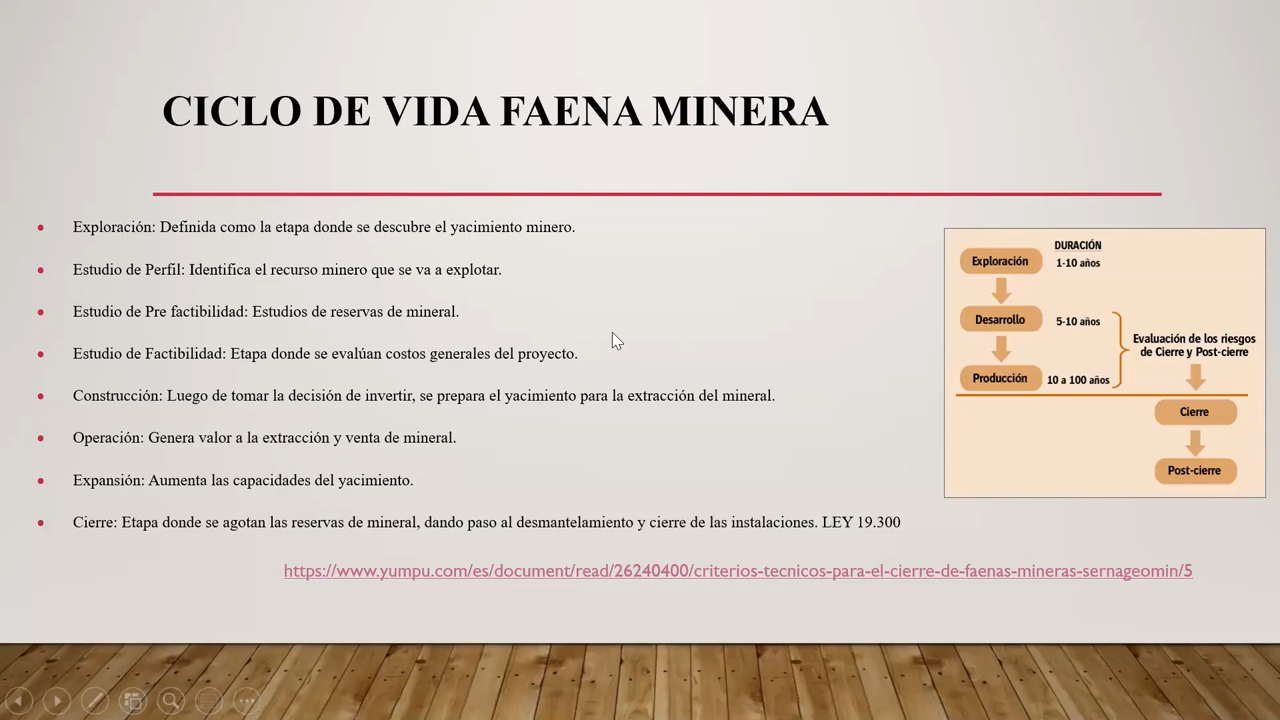 CICLO DE VIDA FAENA MINERA
Exploración: Definida como la etapa donde se descubre el yacimiento minero.
Estudio de Perfil: Identifica el recurso minero que se va a explotar.
Estudio de Pre factibilidad: Estudios de reservas de mineral.
Estudio de Factibilidad: Etapa donde se evalúan costos generales del proyecto.
Construcción: Luego de tomar la decisión de invertir, se prepara el yacimiento para la extracción del mineral.
Operación: Genera valor a la extracción y venta de mineral.
Expansión: Aumenta las capacidades del yacimiento.
Cierre: Etapa donde se agotan las reservas de mineral, dando paso al desmantelamiento y cierre de las instalaciones. LEY 19.300
https://www.yumpu.com/es/document/read/26240400/criterios-tecnicos-para-el-cierre-de-faenas-mineras-sernageomin/5
DURACIÓN
Exploración 1-10 años
Desarrollo 5-10 años
Producción 10 a 100 años
Evaluación de los riesgos
de Cierre y Post-cierre
Cierre
Post-cierre